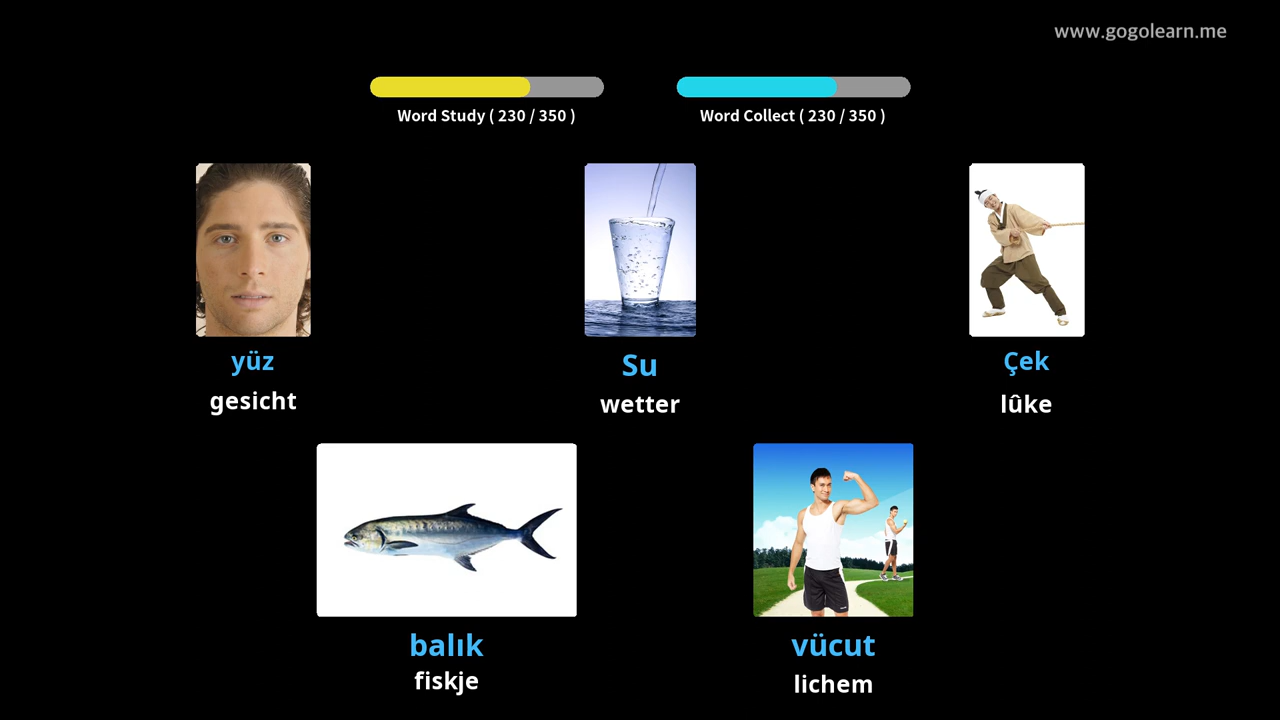 www.gogolearn.me
Word Study ( 230 / 350 )
Word Collect ( 230 / 350 )
yüz
gesicht
Su
wetter
Çek
lûke
balık
fiskje
vücut
lichem